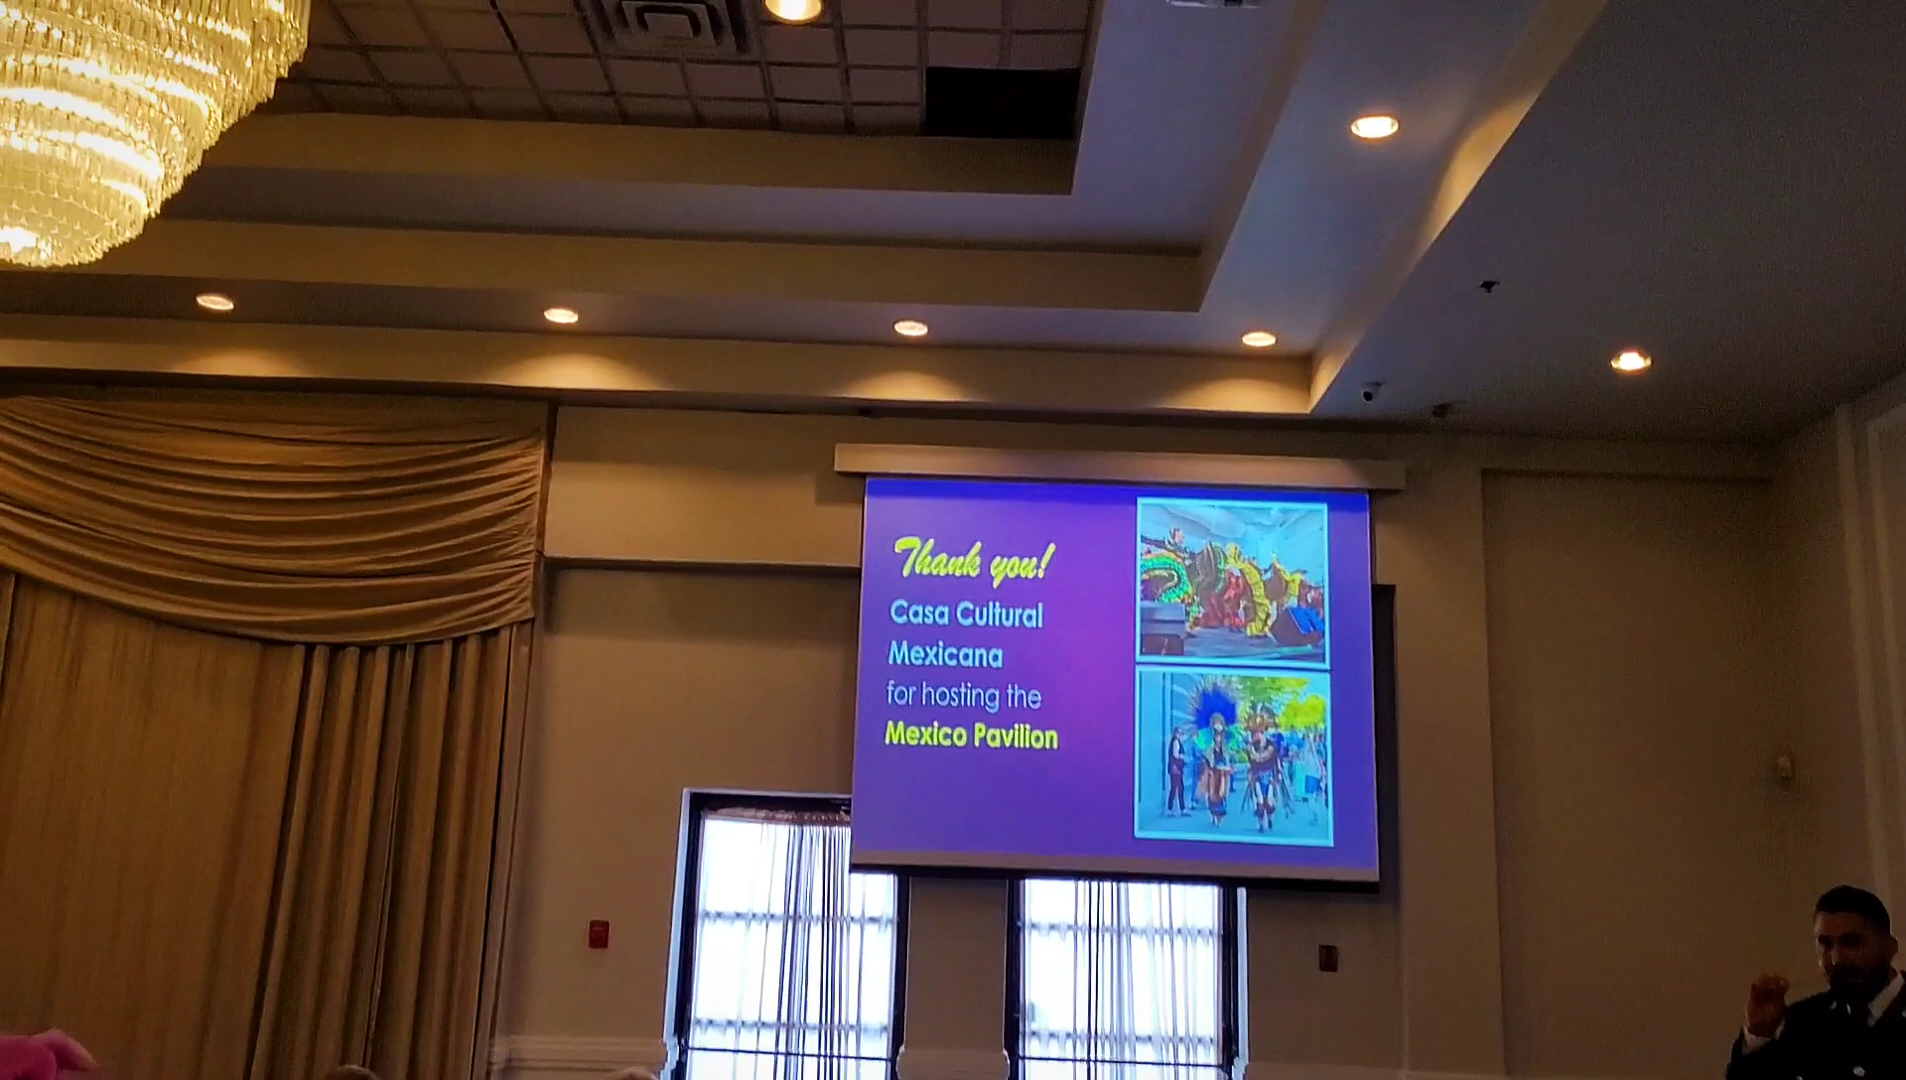 Thank you!
Casa Cultural
Mexicana
for hosting the
Mexico Pavilion